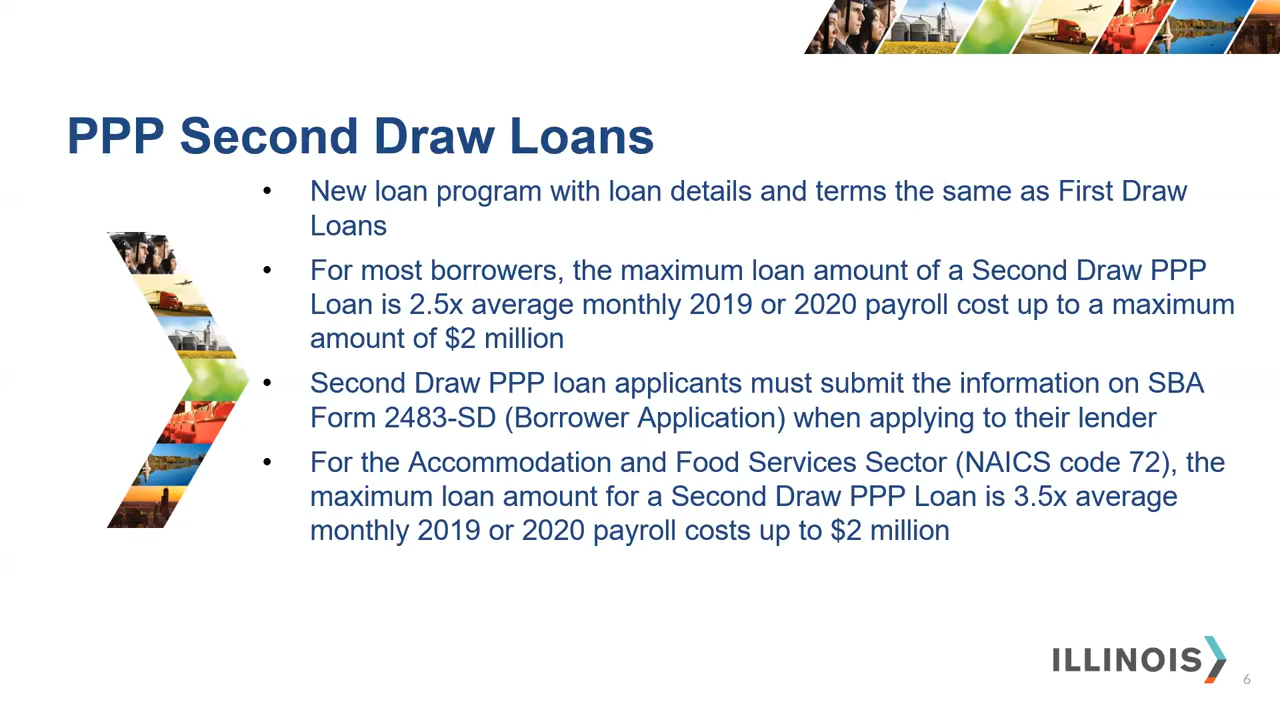 PPP Second Draw Loans
• New loan program with loan details and terms the same as First Draw
Loans
• For most borrowers, the maximum loan amount of a Second Draw PPP
Loan is 2.5x average monthly 2019 or 2020 payroll cost up to a maximum
amount of $2 million
• Second Draw PPP loan applicants must submit the information on SBA
Form 2483-SD (Borrower Application) when applying to their lender
• For the Accommodation and Food Services Sector (NAICS code 72), the
maximum loan amount for a Second Draw PPP Loan is 3.5x average
monthly 2019 or 2020 payroll costs up to $2 million
ILLINOIS
6